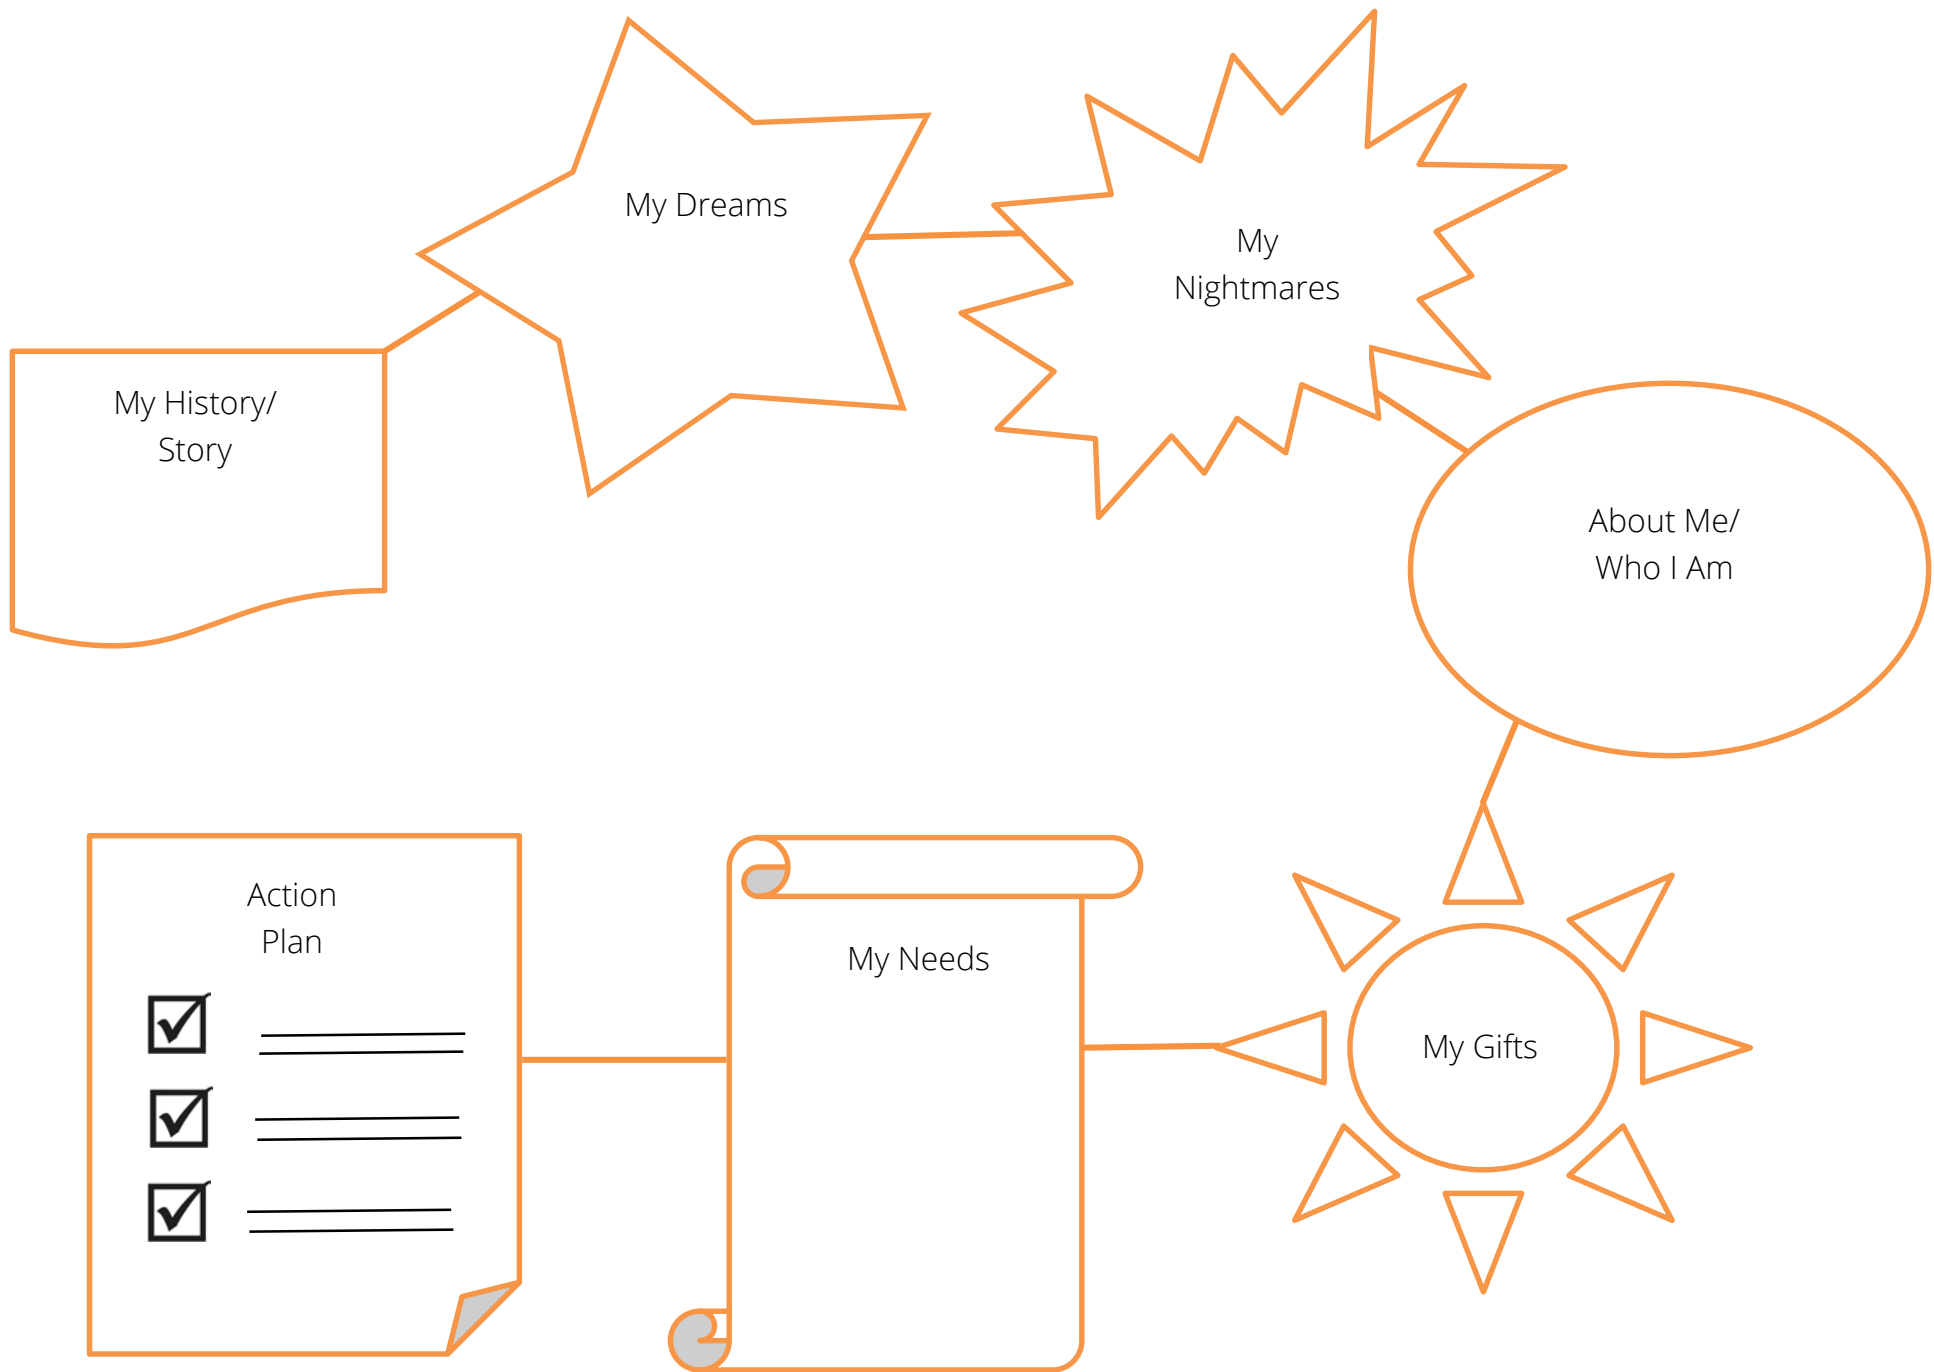 My History/
Story
My Dreams
My
Nightmares
About Me/
Who I Am
My Gifts
My Needs
Action
Plan